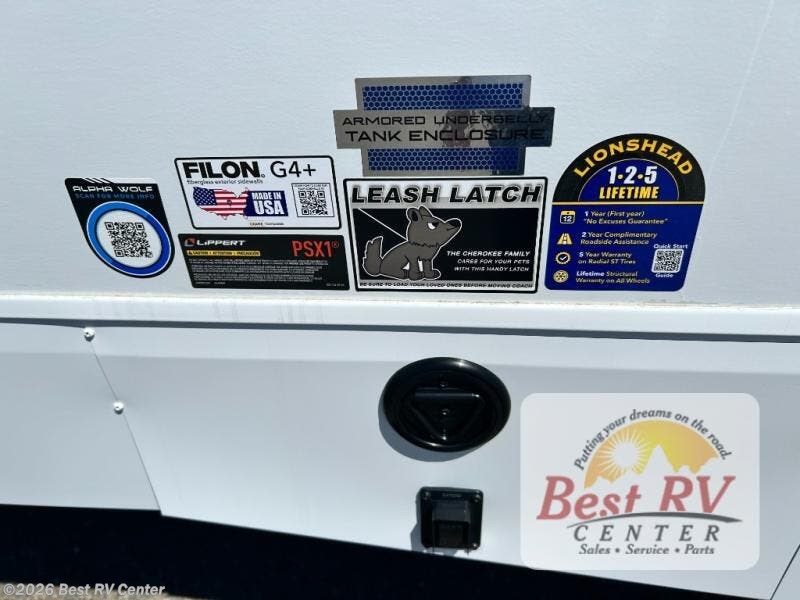 ARMORED UNDERBELLY
TANK ENCLOSURE
ALPHA WOLF
SCAN FOR MORE INFO
FILON® G4+
fiberglass exterior sidewalls
MADE IN
USA
LIPPERT
PSX1®
CAUTION | ATTENTION | PRECAUCIÓN
LEASH LATCH
THE CHEROKEE FAMILY
CARES FOR YOUR PETS
WITH THIS HANDY LATCH
BE SURE TO LOAD YOUR LOVED ONES BEFORE MOVING COACH
LIONSHEAD
1•2•5
LIFETIME
12
1 Year (First year)
"No Excuses Guarantee"
2 Year Complimentary
Roadside Assistance
5 Year Warranty
on Radial ST Tires
Lifetime Structural
Warranty on All Wheels
Quick Start
Guide
Putting your dreams on the road.
Best RV
CENTER
Sales • Service • Parts
©2026 Best RV Center